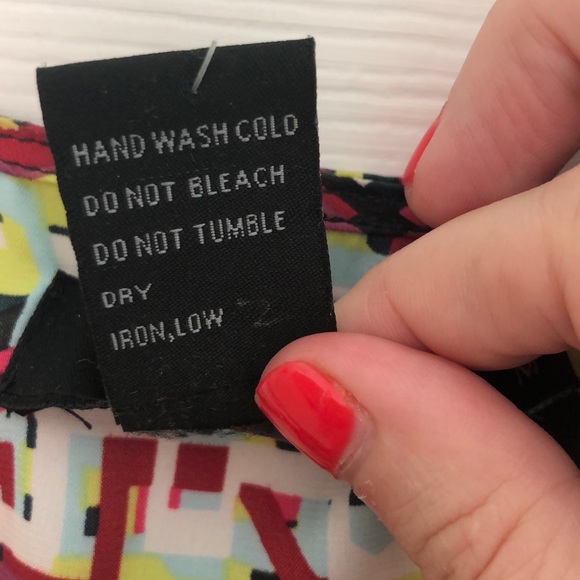 HAND WASH COLD
DO NOT BLEACH
DO NOT TUMBLE
DRY
IRON,LOW